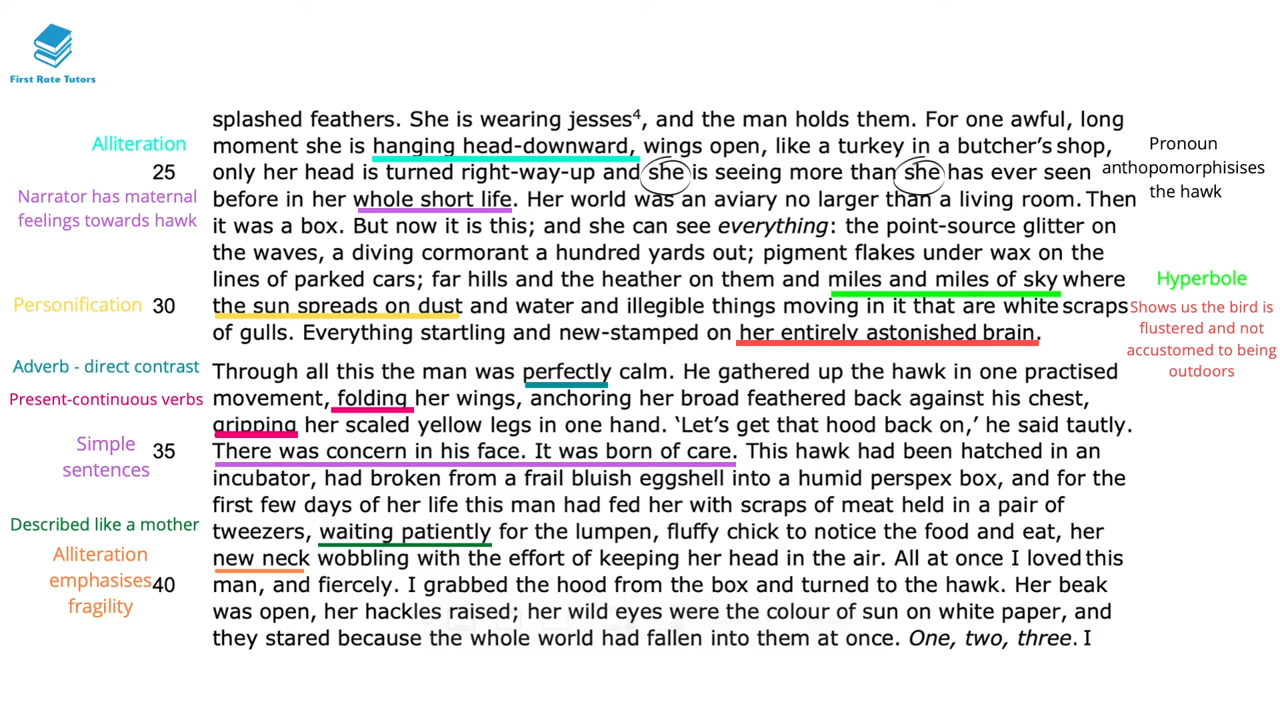 First Rate Tutors
splashed feathers. She is wearing jesses⁴, and the man holds them. For one awful, long
Alliteration
moment she is hanging head-downward, wings open, like a turkey in a butcher's shop,
Pronoun
anthopomorphisises
the hawk
25
only her head is turned right-way-up and she is seeing more than she has ever seen
Narrator has maternal
feelings towards hawk
before in her whole short life. Her world was an aviary no larger than a living room. Then
it was a box. But now it is this; and she can see everything: the point-source glitter on
the waves, a diving cormorant a hundred yards out; pigment flakes under wax on the
lines of parked cars; far hills and the heather on them and miles and miles of sky where
Hyperbole
Personification
30
the sun spreads on dust and water and illegible things moving in it that are white scraps
of gulls. Everything startling and new-stamped on her entirely astonished brain.
Shows us the bird is
flustered and not
accustomed to being
outdoors
Adverb - direct contrast
Through all this the man was perfectly calm. He gathered up the hawk in one practised
Present-continuous verbs
movement, folding her wings, anchoring her broad feathered back against his chest,
gripping her scaled yellow legs in one hand. 'Let's get that hood back on,' he said tautly.
Simple
sentences
35
There was concern in his face. It was born of care. This hawk had been hatched in an
incubator, had broken from a frail bluish eggshell into a humid perspex box, and for the
first few days of her life this man had fed her with scraps of meat held in a pair of
Described like a mother
tweezers, waiting patiently for the lumpen, fluffy chick to notice the food and eat, her
Alliteration
emphasises
fragility
new neck wobbling with the effort of keeping her head in the air. All at once I loved this
40
man, and fiercely. I grabbed the hood from the box and turned to the hawk. Her beak
was open, her hackles raised; her wild eyes were the colour of sun on white paper, and
they stared because the whole world had fallen into them at once. One, two, three. I